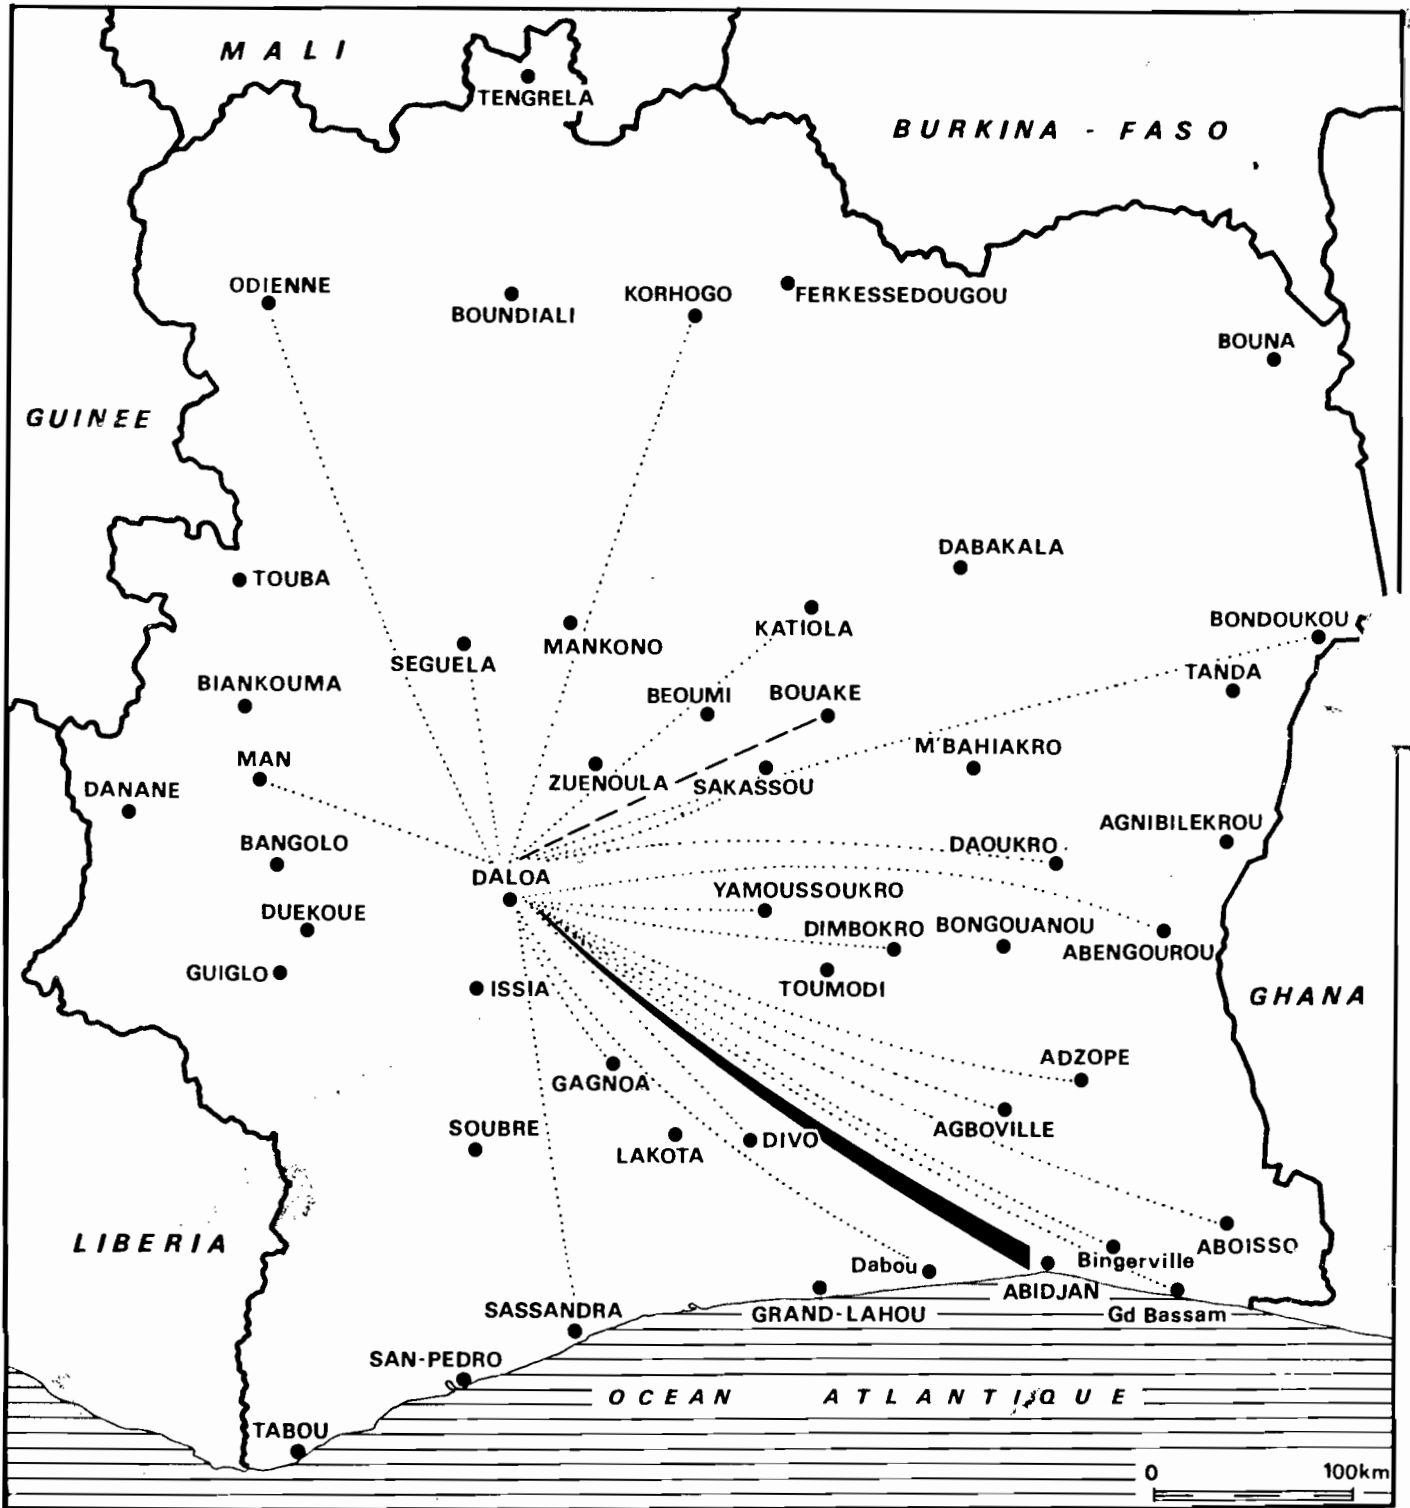 MALI
TENGRELA
BURKINA - FASO
ODIENNE
BOUNDIALI
KORHOGO
FERKESSEDOUGOU
BOUNA
GUINEE
DABAKALA
TOUBA
BONDOUKOU
KATIOLA
MANKONO
SEGUELA
TANDA
BIANKOUMA
BEOUMI
BOUAKE
M'BAHIAKRO
MAN
ZUENOULA
SAKASSOU
DANANE
AGNIBILEKROU
BANGOLO
DAOUKRO
DALOA
YAMOUSSOUKRO
DUEKOUE
DIMBOKRO
BONGOUANOU
ABENGOUROU
GUIGLO
ISSIA
TOUMODI
GHANA
ADZOPE
GAGNOA
SOUBRE
AGBOVILLE
DIVO
LAKOTA
LIBERIA
ABOISSO
Bingerville
Dabou
ABIDJAN
SASSANDRA
GRAND-LAHOU
Gd Bassam
SAN-PEDRO
OCEAN ATLANTIQUE
TABOU
0 100km